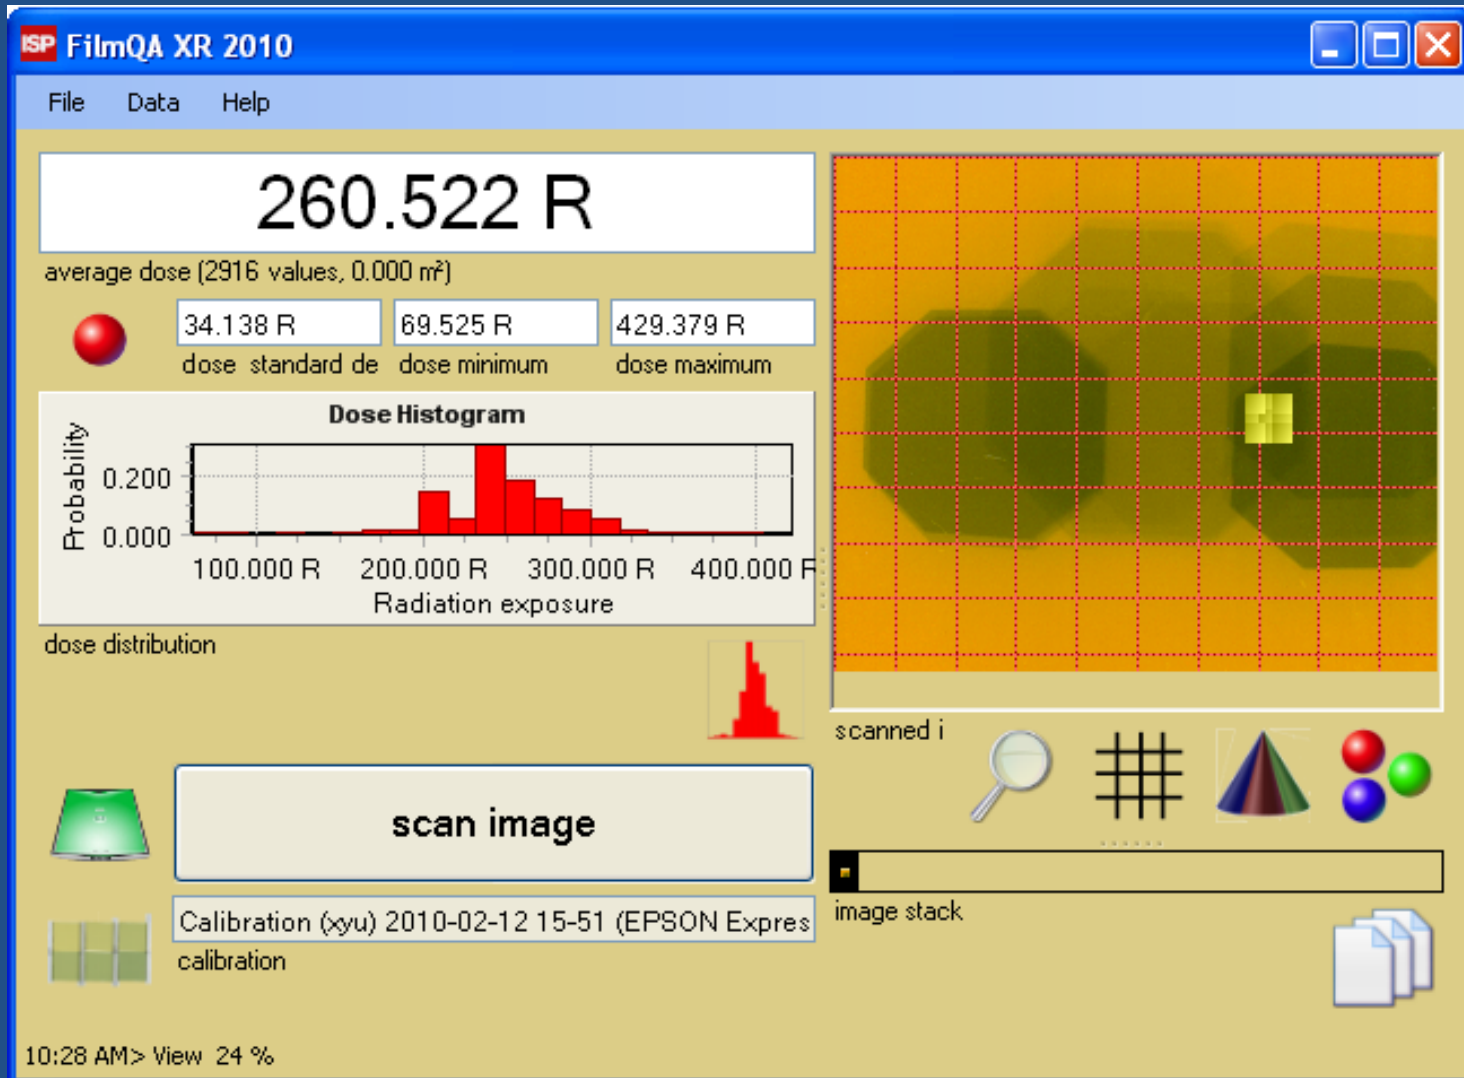 ISP FilmQA XR 2010
File Data Help
260.522 R
average dose (2916 values, 0.000 m²)
34.138 R 69.525 R 429.379 R
dose standard de dose minimum dose maximum
Dose Histogram
Probability
0.200
0.000
100.000 R 200.000 R 300.000 R 400.000 R
Radiation exposure
dose distribution
scanned i
scan image
Calibration (xyu) 2010-02-12 15-51 (EPSON Expres
calibration
image stack
10:28 AM> View 24 %